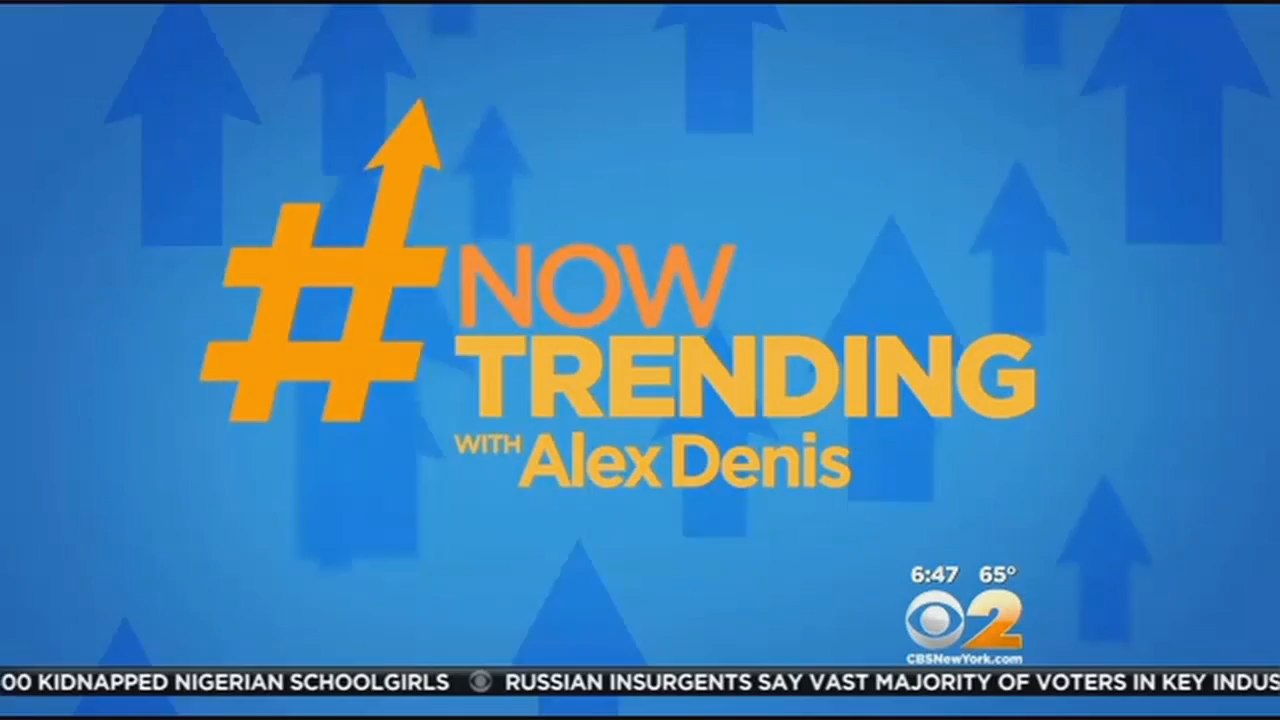 #NOW
TRENDING
WITH Alex Denis
6:47 65°
2
CBSNewYork.com
00 KIDNAPPED NIGERIAN SCHOOLGIRLS RUSSIAN INSURGENTS SAY VAST MAJORITY OF VOTERS IN KEY INDUS